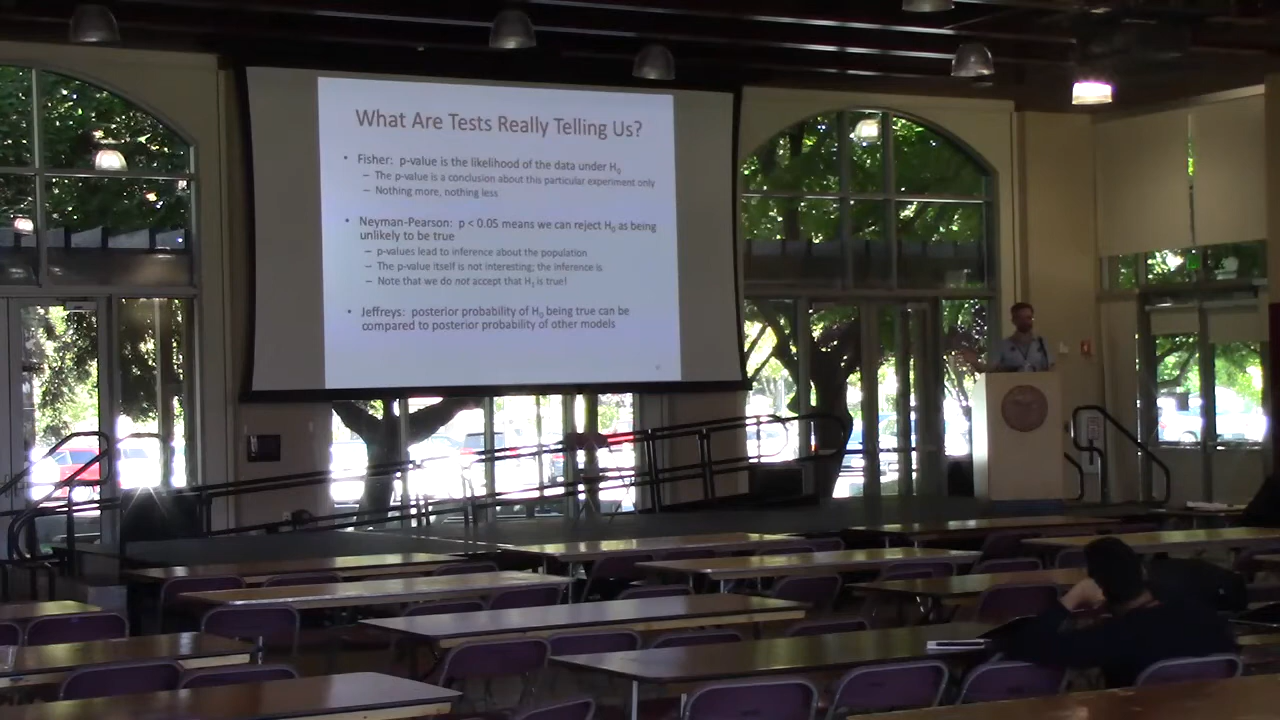 What Are Tests Really Telling Us?
• Fisher: p-value is the likelihood of the data under H₀
– The p-value is a conclusion about this particular experiment only
– Nothing more, nothing less
• Neyman-Pearson: p < 0.05 means we can reject H₀ as being
unlikely to be true
– p-values lead to inference about the population
– The p-value itself is not interesting; the inference is
– Note that we do not accept that H₁ is true!
• Jeffreys: posterior probability of H₀ being true can be
compared to posterior probability of other models